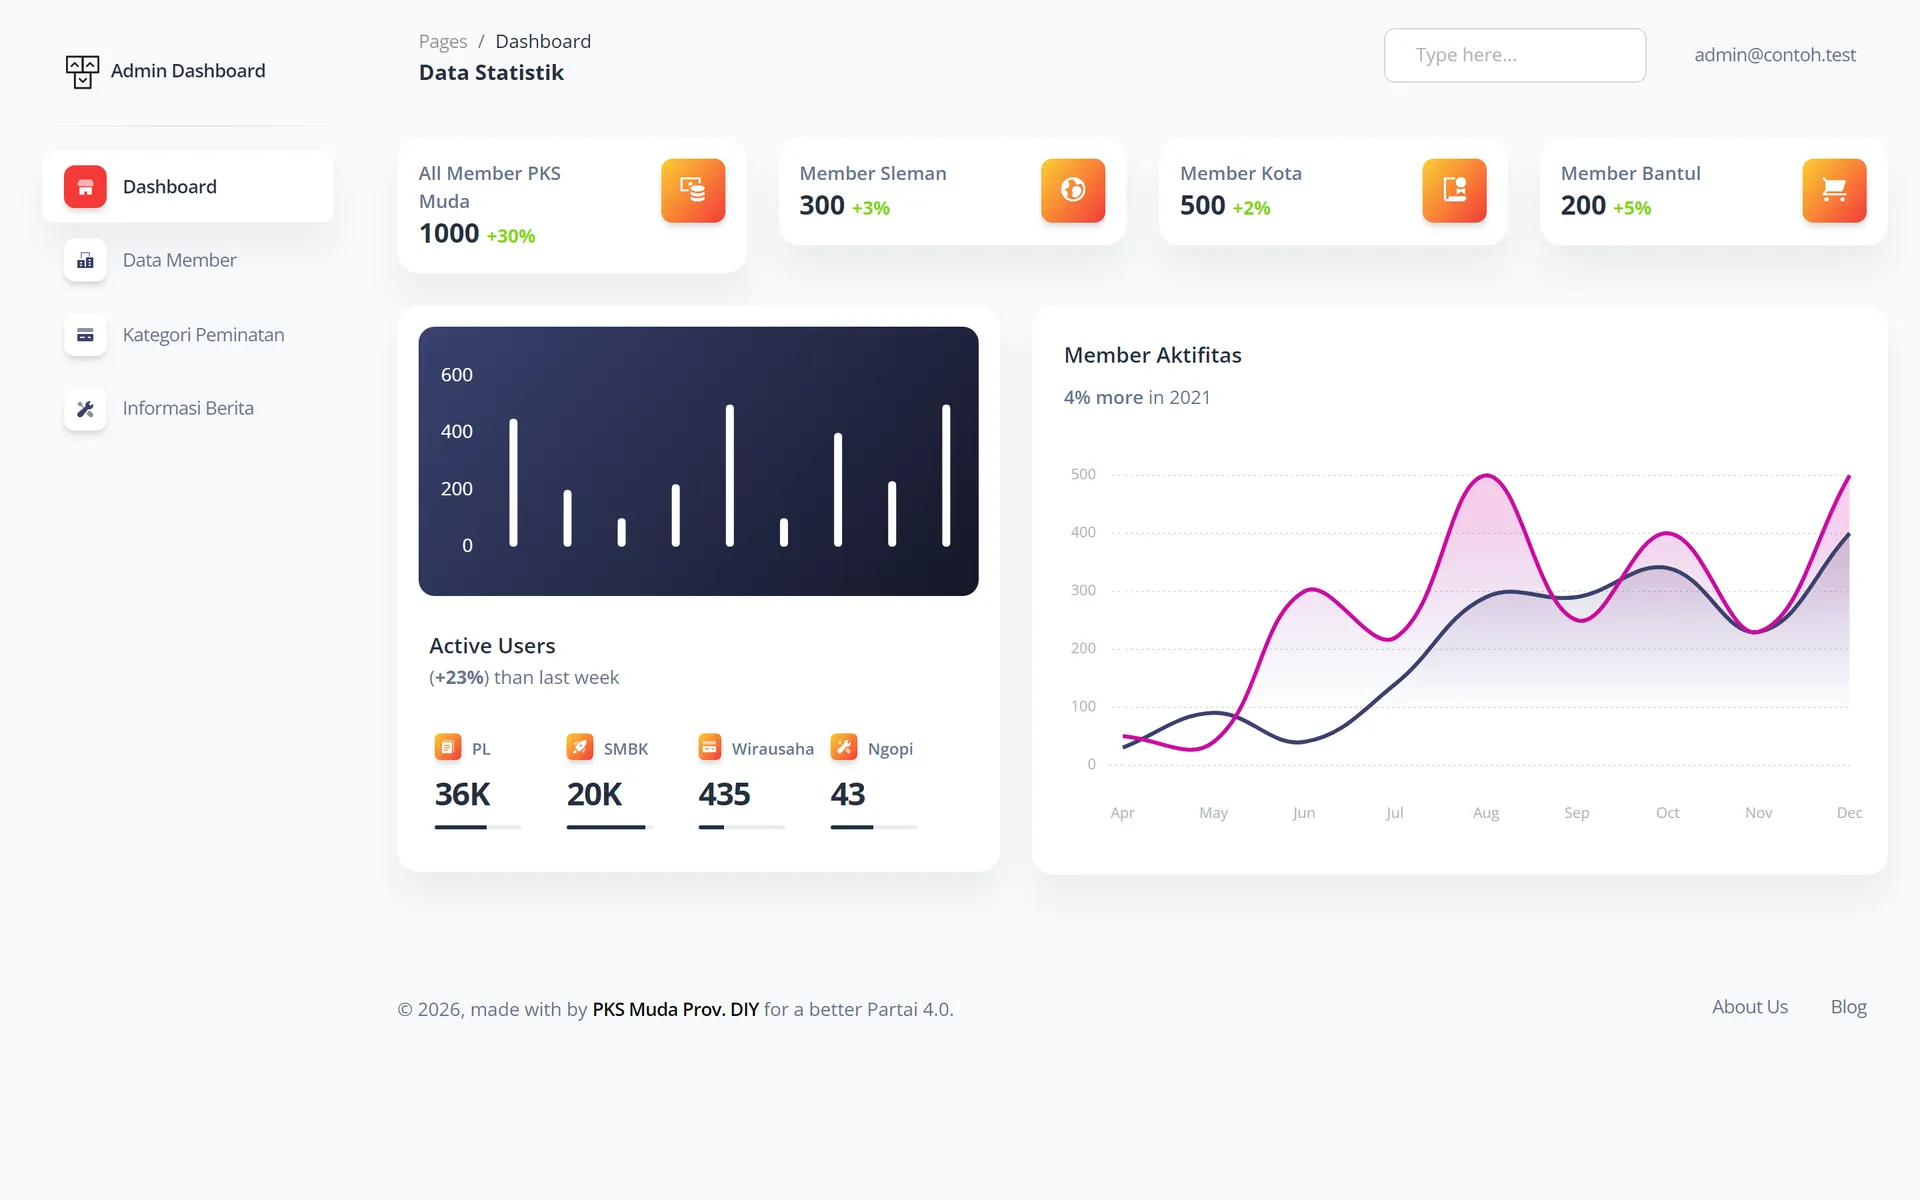 Admin Dashboard
Dashboard
Data Member
Kategori Peminatan
Informasi Berita
Pages / Dashboard
Data Statistik
Type here...
admin@contoh.test
All Member PKS
Muda
1000 +30%
Member Sleman
300 +3%
Member Kota
500 +2%
Member Bantul
200 +5%
600
400
200
0
Active Users
(+23%) than last week
PL
SMBK
Wirausaha
Ngopi
36K
20K
435
43
Member Aktifitas
4% more in 2021
500
400
300
200
100
0
Apr May Jun Jul Aug Sep Oct Nov Dec
© 2026, made with by PKS Muda Prov. DIY for a better Partai 4.0.
About Us
Blog